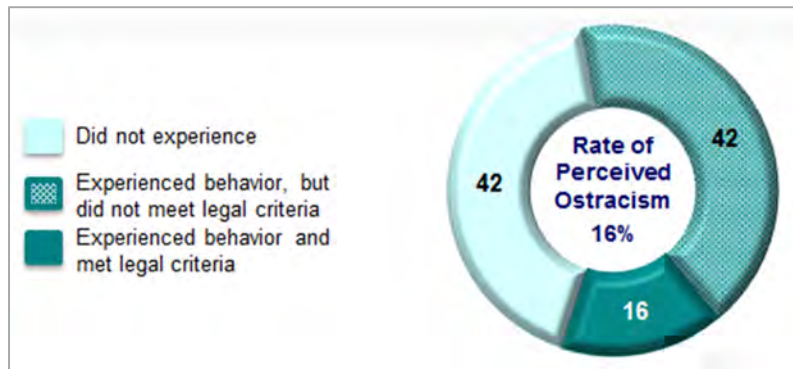 Did not experience
Experienced behavior, but
did not meet legal criteria
Experienced behavior and
met legal criteria
42
42
16
Rate of
Perceived
Ostracism
16%